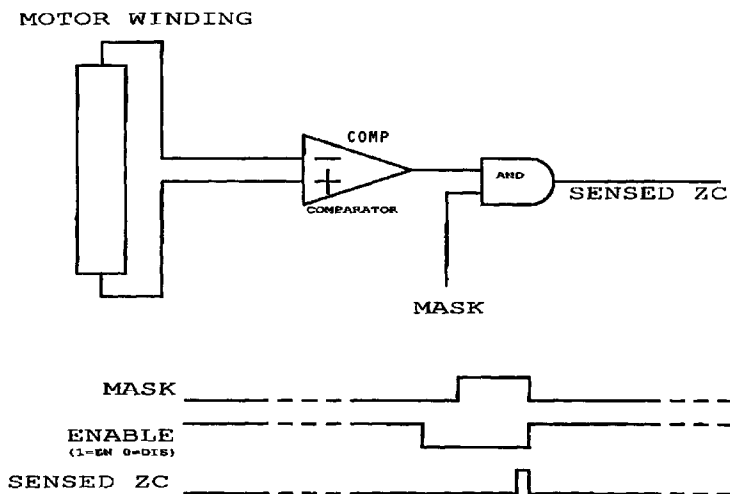 MOTOR WINDING
COMP
−
+
COMPARATOR
AND
SENSED ZC
MASK
MASK
ENABLE
(1=EN 0=DIS)
SENSED ZC